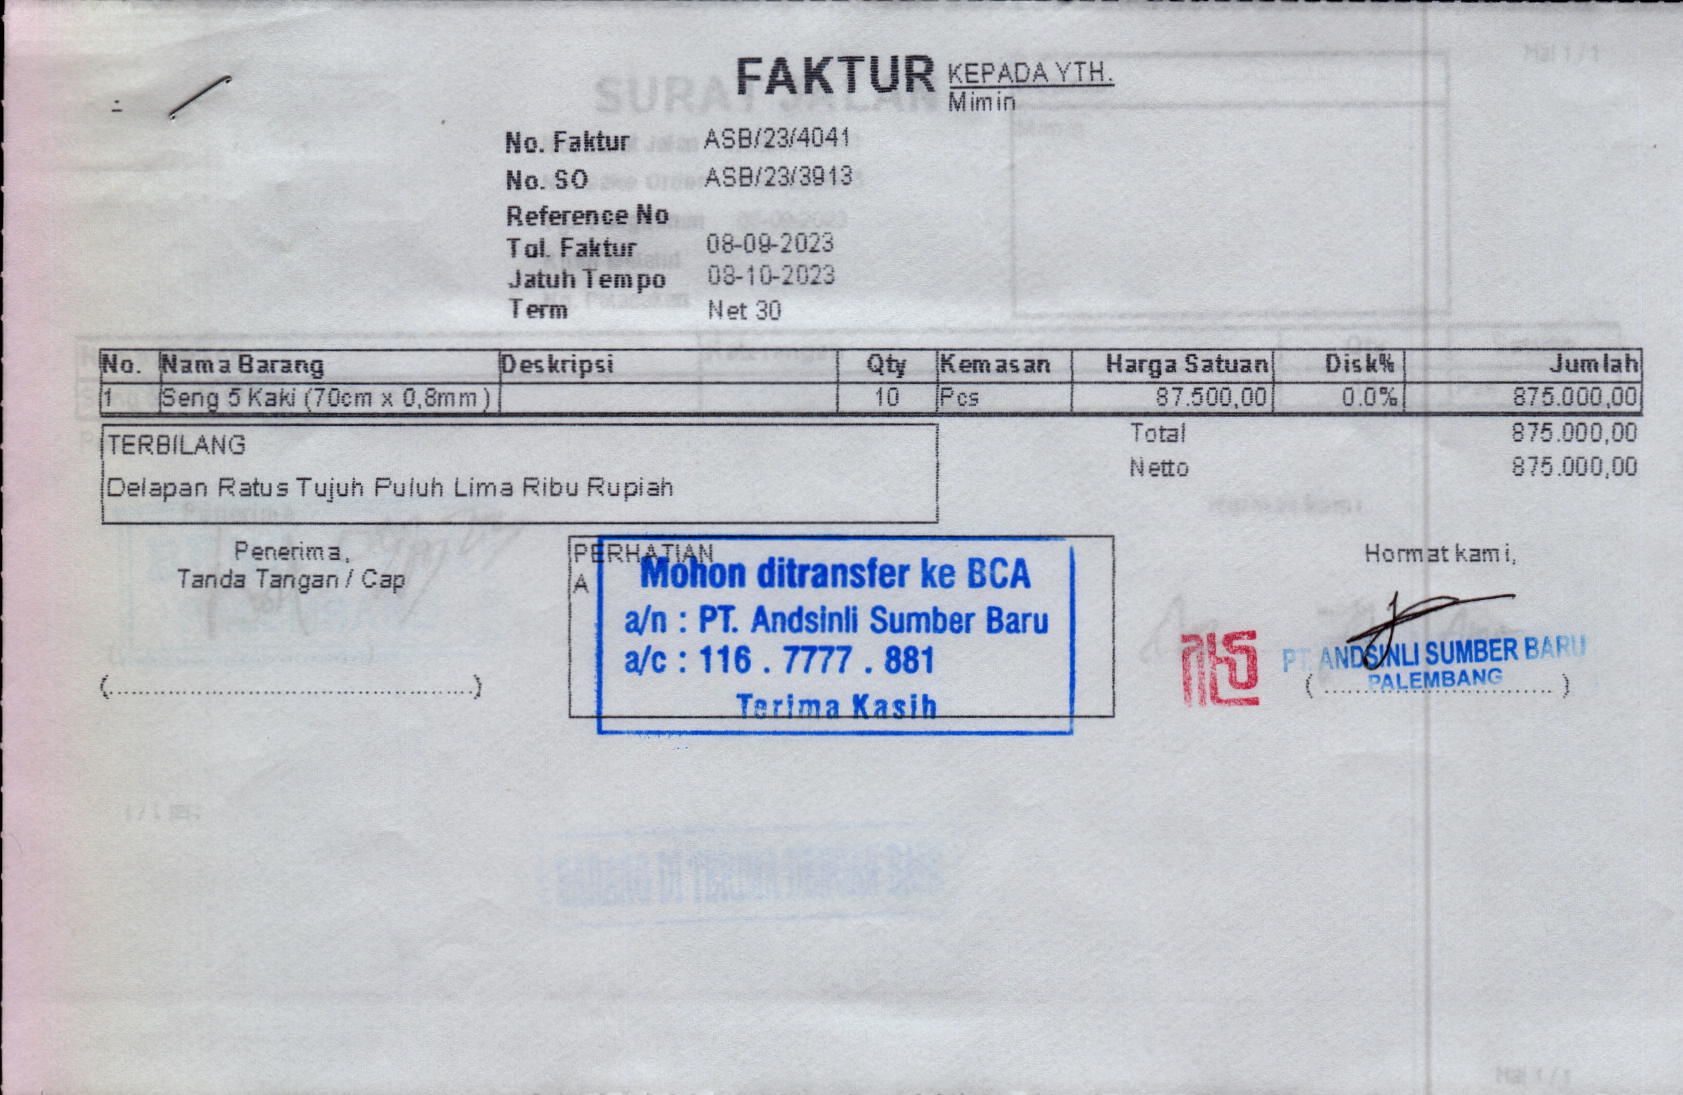 FAKTUR
KEPADA YTH.
Mimin
No. Faktur ASB/23/4041
No. SO ASB/23/3913
Reference No
Tgl. Faktur 08-09-2023
Jatuh Tempo 08-10-2023
Term Net 30
No. Nama Barang Deskripsi Qty Kemasan Harga Satuan Disk% Jumlah
1 Seng 5 Kaki (70cm x 0,8mm) 10 Pcs 87.500,00 0.0% 875.000,00
Total 875.000,00
Netto 875.000,00
TERBILANG
Delapan Ratus Tujuh Puluh Lima Ribu Rupiah
Penerima,
Tanda Tangan / Cap
(........................................................)
PERHATIAN
A
Mohon ditransfer ke BCA
a/n : PT. Andsinli Sumber Baru
a/c : 116 . 7777 . 881
Terima Kasih
Hormat kami,
PT. ANDSINLI SUMBER BARU
PALEMBANG
(...................................)